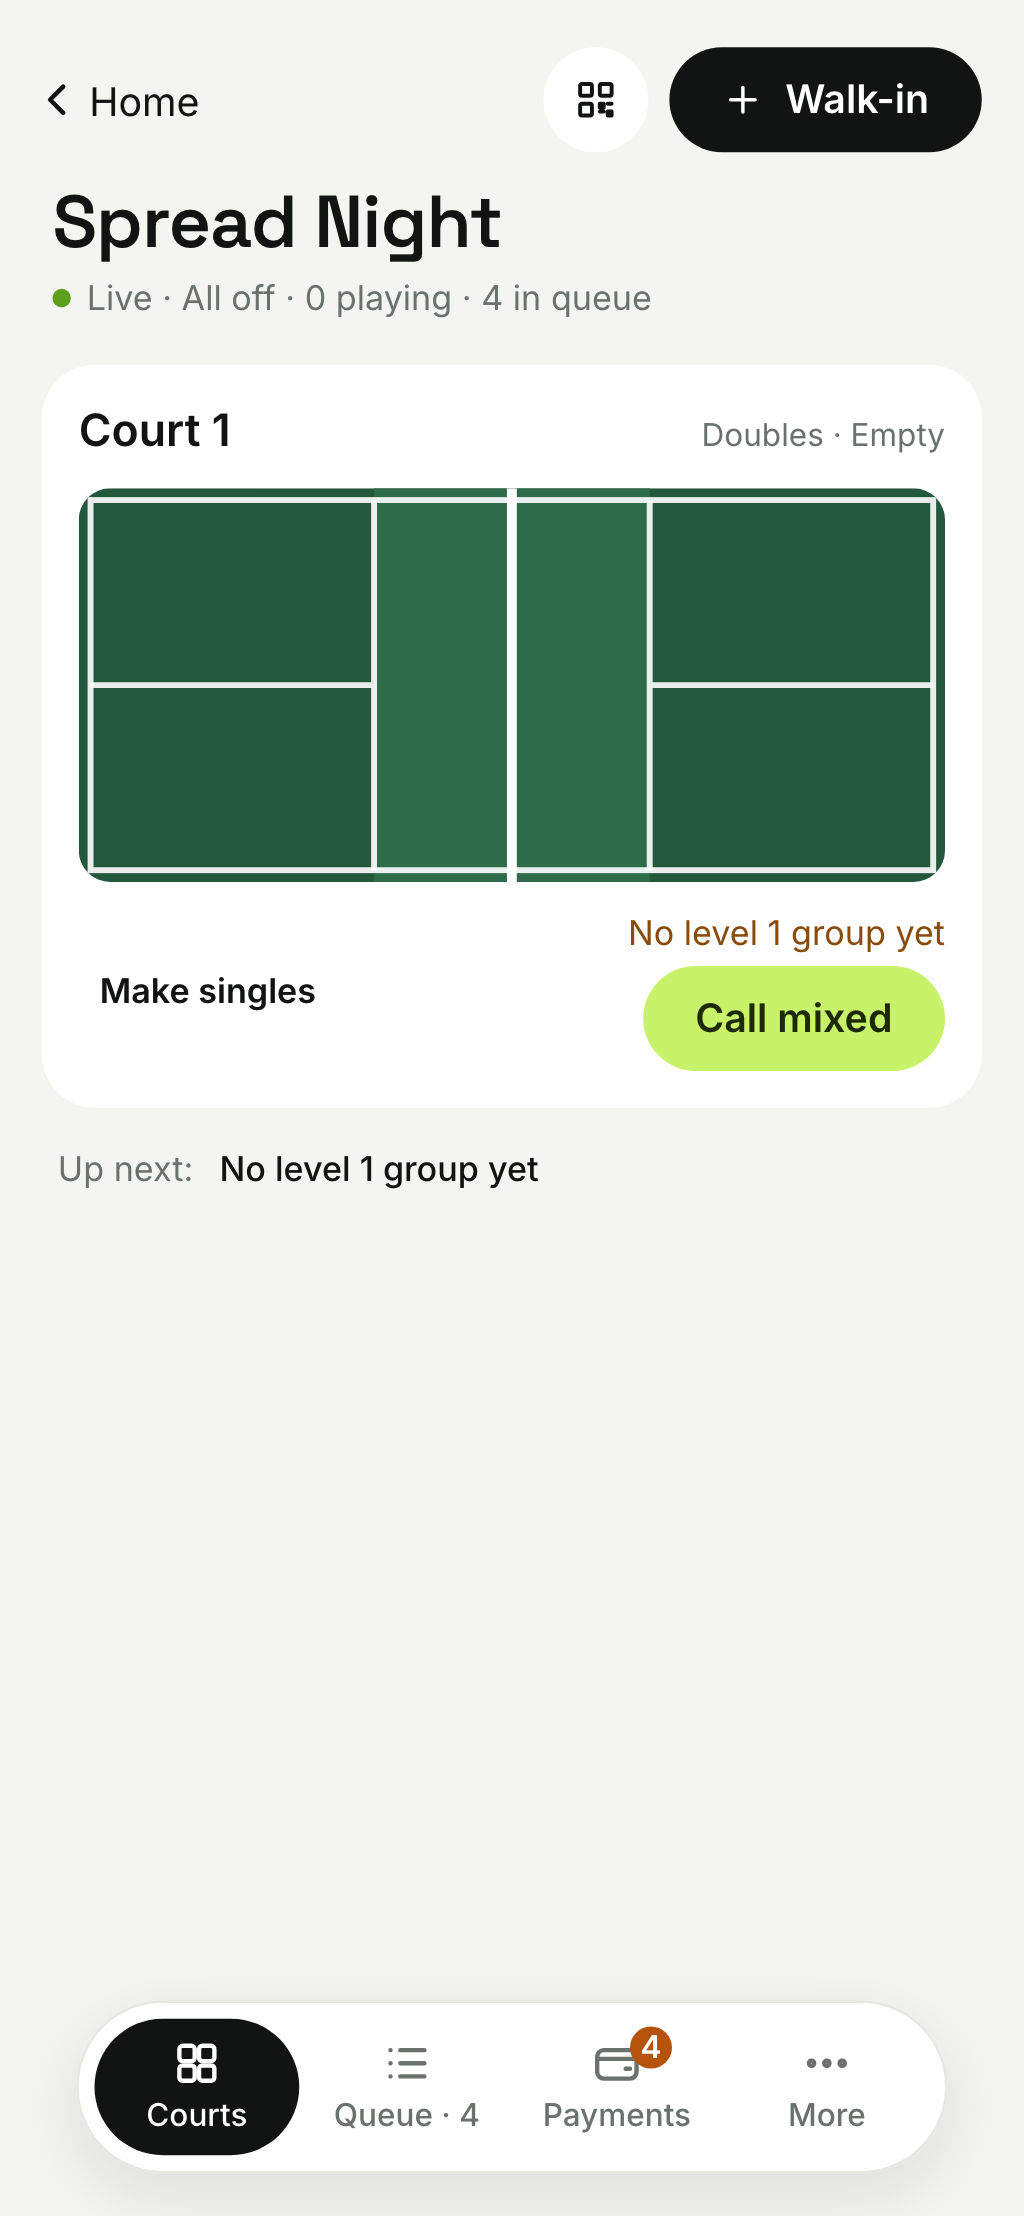 Home
Walk-in
Spread Night
Live · All off · 0 playing · 4 in queue
Court 1
Doubles · Empty
No level 1 group yet
Make singles
Call mixed
Up next: No level 1 group yet
4
Courts
Queue · 4
Payments
More